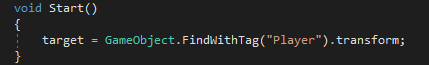 void Start()
{
    target = GameObject.FindWithTag("Player").transform;
}